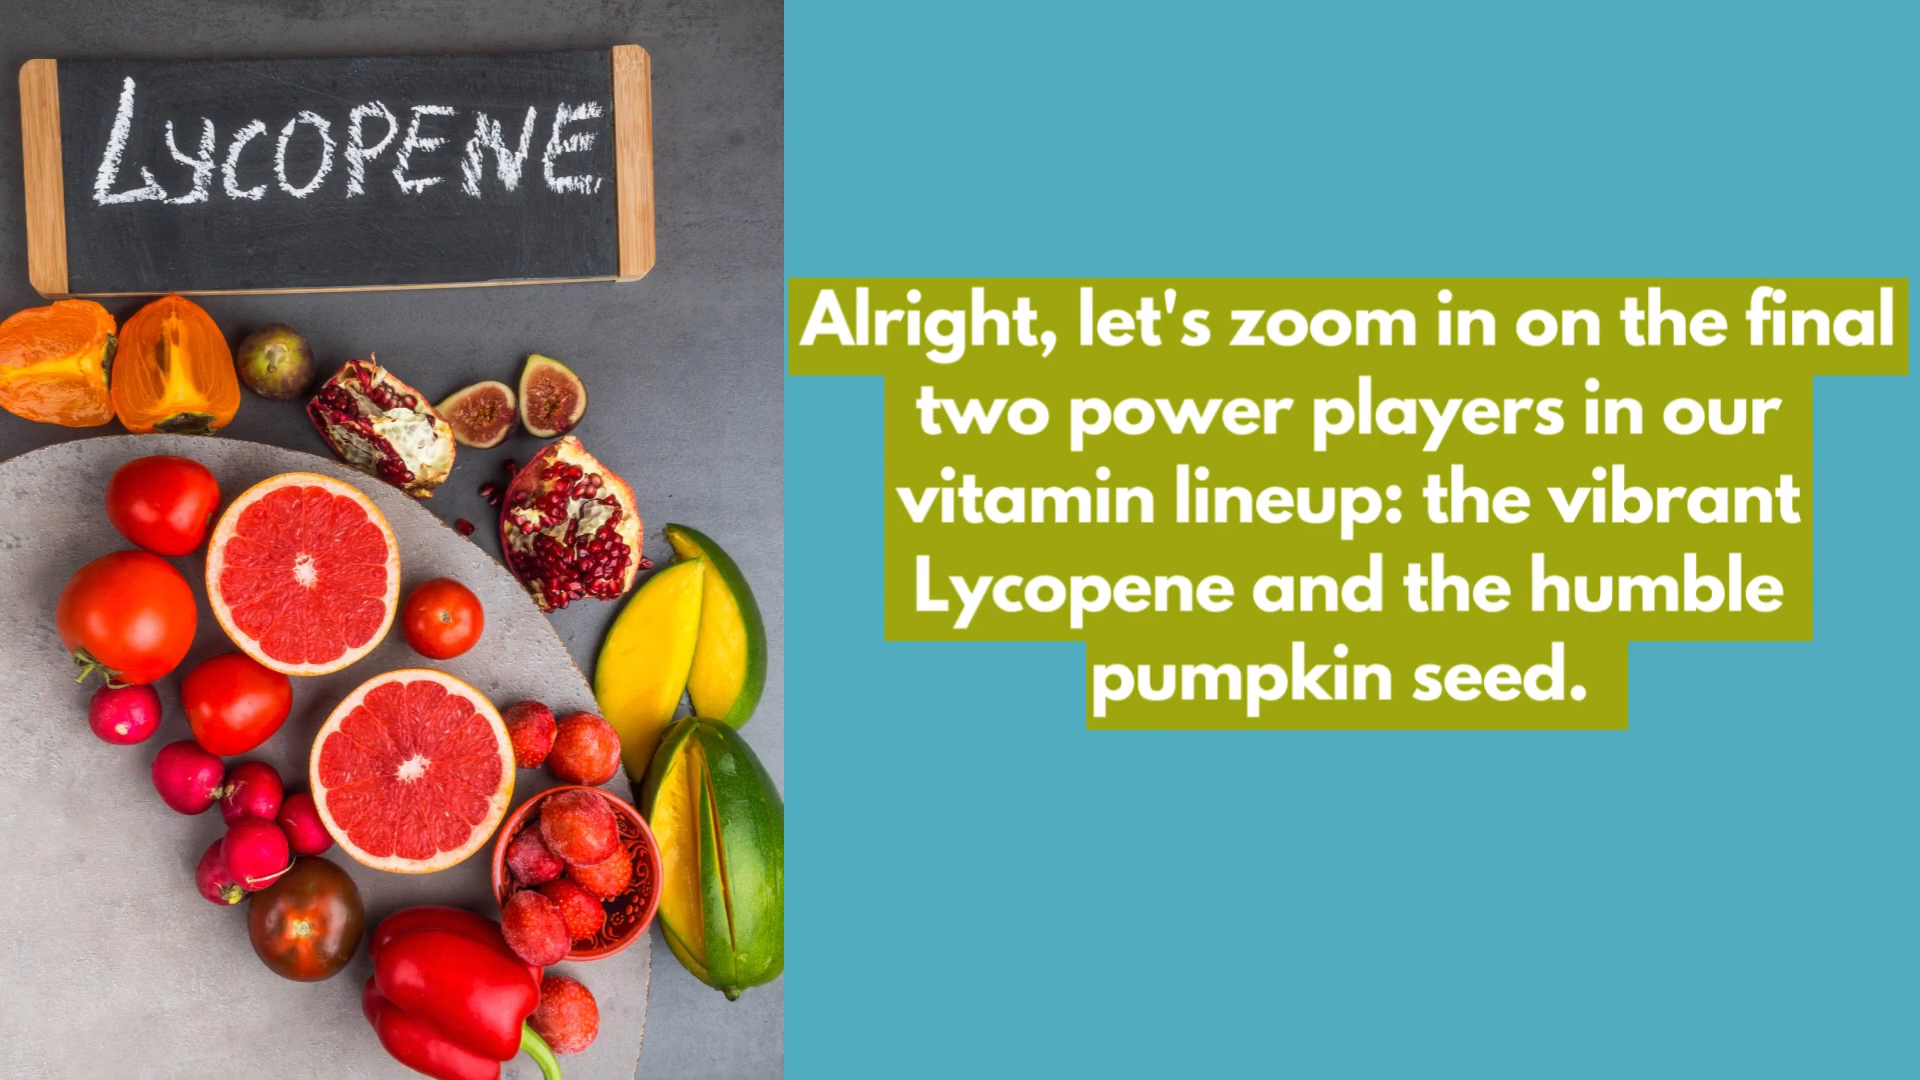 LYCOPENE
Alright, let's zoom in on the final
two power players in our
vitamin lineup: the vibrant
Lycopene and the humble
pumpkin seed.